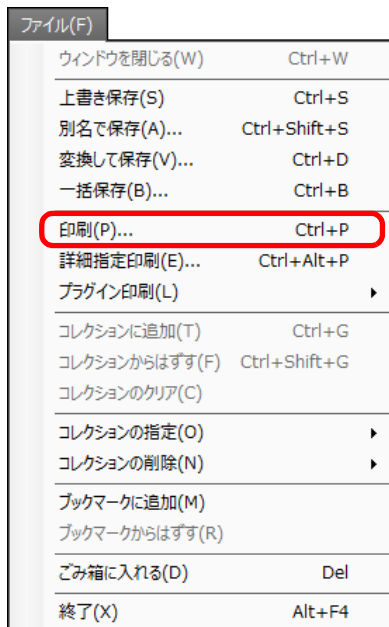 ファイル(F)
ウィンドウを閉じる(W) Ctrl+W
上書き保存(S) Ctrl+S
別名で保存(A)... Ctrl+Shift+S
変換して保存(V)... Ctrl+D
一括保存(B)... Ctrl+B
印刷(P)... Ctrl+P
詳細指定印刷(E)... Ctrl+Alt+P
プラグイン印刷(L)
コレクションに追加(T) Ctrl+G
コレクションからはずす(F) Ctrl+Shift+G
コレクションのクリア(C)
コレクションの指定(O)
コレクションの削除(N)
ブックマークに追加(M)
ブックマークからはずす(R)
ごみ箱に入れる(D) Del
終了(X) Alt+F4